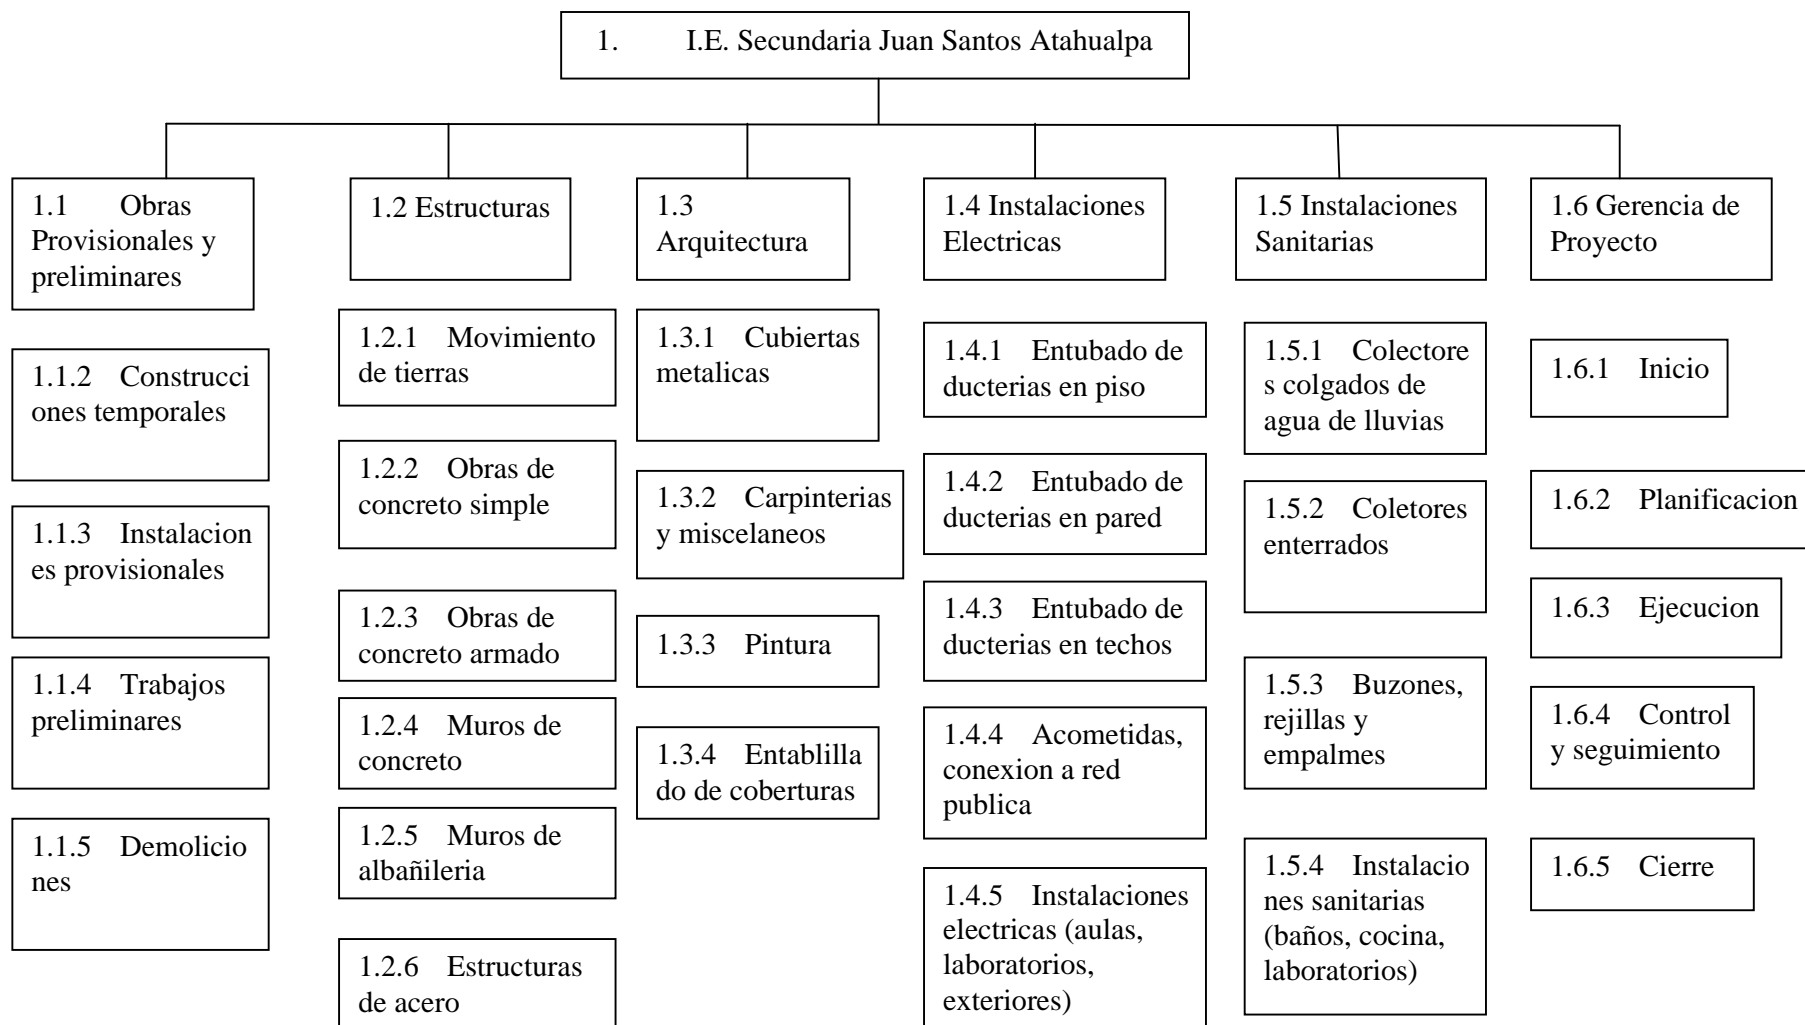 1. I.E. Secundaria Juan Santos Atahualpa
1.1 Obras
Provisionales y
preliminares
1.1.2 Construcci
ones temporales
1.1.3 Instalacion
es provisionales
1.1.4 Trabajos
preliminares
1.1.5 Demolicio
nes
1.2 Estructuras
1.2.1 Movimiento
de tierras
1.2.2 Obras de
concreto simple
1.2.3 Obras de
concreto armado
1.2.4 Muros de
concreto
1.2.5 Muros de
albañileria
1.2.6 Estructuras
de acero
1.3
Arquitectura
1.3.1 Cubiertas
metalicas
1.3.2 Carpinterias
y miscelaneos
1.3.3 Pintura
1.3.4 Entablilla
do de coberturas
1.4 Instalaciones
Electricas
1.4.1 Entubado de
ducterias en piso
1.4.2 Entubado de
ducterias en pared
1.4.3 Entubado de
ducterias en techos
1.4.4 Acometidas,
conexion a red
publica
1.4.5 Instalaciones
electricas (aulas,
laboratorios,
exteriores)
1.5 Instalaciones
Sanitarias
1.5.1 Colectore
s colgados de
agua de lluvias
1.5.2 Coletores
enterrados
1.5.3 Buzones,
rejillas y
empalmes
1.5.4 Instalacio
nes sanitarias
(baños, cocina,
laboratorios)
1.6 Gerencia de
Proyecto
1.6.1 Inicio
1.6.2 Planificacion
1.6.3 Ejecucion
1.6.4 Control
y seguimiento
1.6.5 Cierre